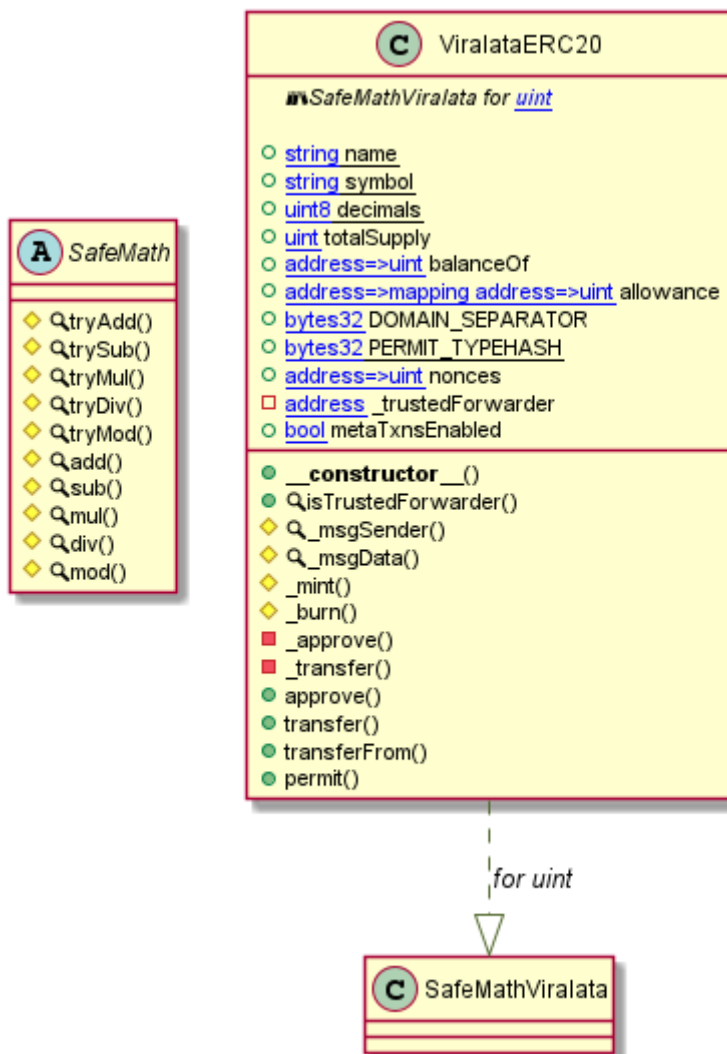 A SafeMath
tryAdd()
trySub()
tryMul()
tryDiv()
tryMod()
add()
sub()
mul()
div()
mod()
C ViralataERC20
SafeMathViralata for uint
string name
string symbol
uint8 decimals
uint totalSupply
address=>uint balanceOf
address=>mapping address=>uint allowance
bytes32 DOMAIN_SEPARATOR
bytes32 PERMIT_TYPEHASH
address=>uint nonces
address _trustedForwarder
bool metaTxnsEnabled
__constructor__()
isTrustedForwarder()
_msgSender()
_msgData()
_mint()
_burn()
_approve()
_transfer()
approve()
transfer()
transferFrom()
permit()
for uint
C SafeMathViralata